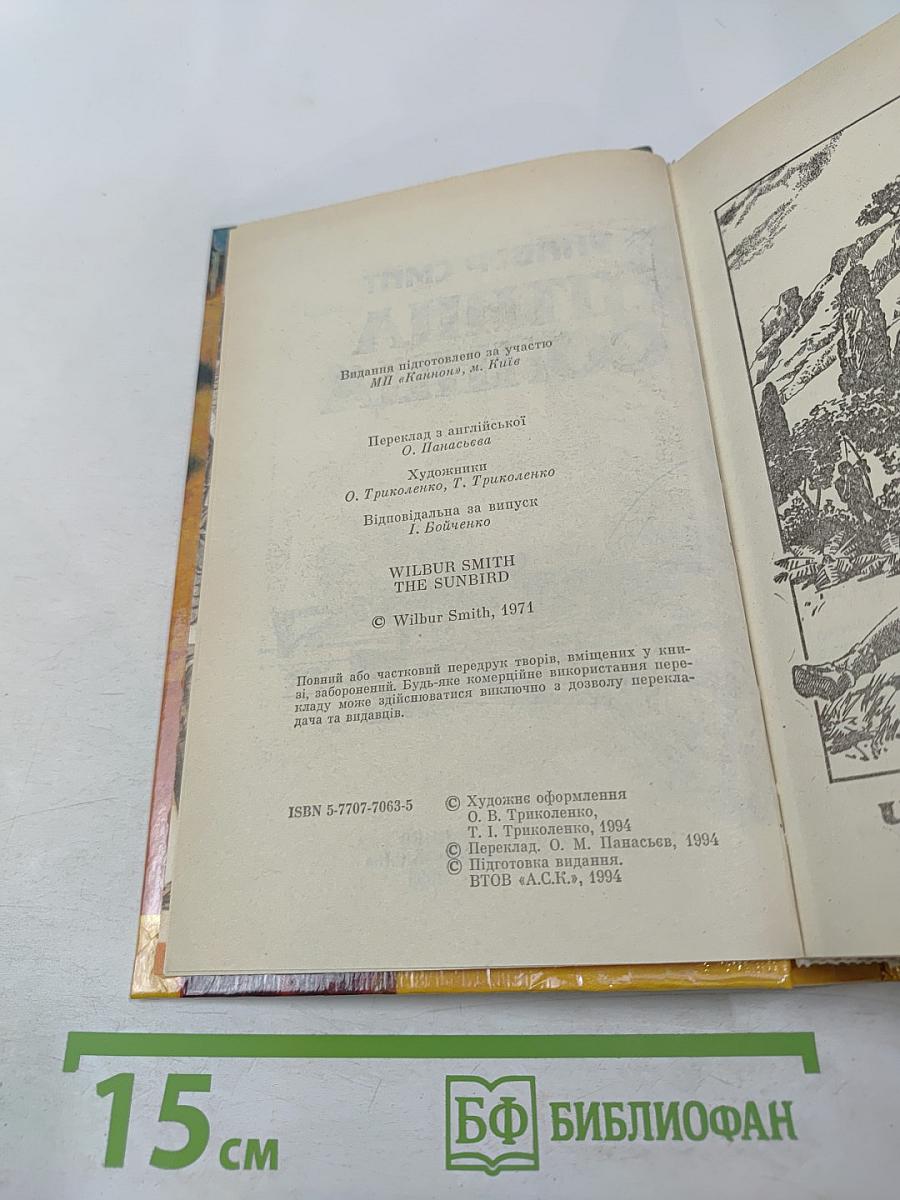 Видання підготовлено за участю
МП «Каннон», м. Київ
Переклад з англійської
О. Панасьєва
Художники
О. Триколенко, Т. Триколенко
Відповідальна за випуск
І. Бойченко
WILBUR SMITH
THE SUNBIRD
© Wilbur Smith, 1971
Повний або частковий передрук творів, вміщених у кни-
зі, заборонений. Будь-яке комерційне використання пере-
кладу може здійснюватися виключно з дозволу перекла-
дача та видавців.
ISBN 5-7707-7063-5
© Художнє оформлення
О. В. Триколенко,
Т. І. Триколенко, 1994
© Переклад. О. М. Панасьєв, 1994
© Підготовка видання.
ВТОВ «А.С.К.», 1994
15 см
БФ БИБЛИОФАН